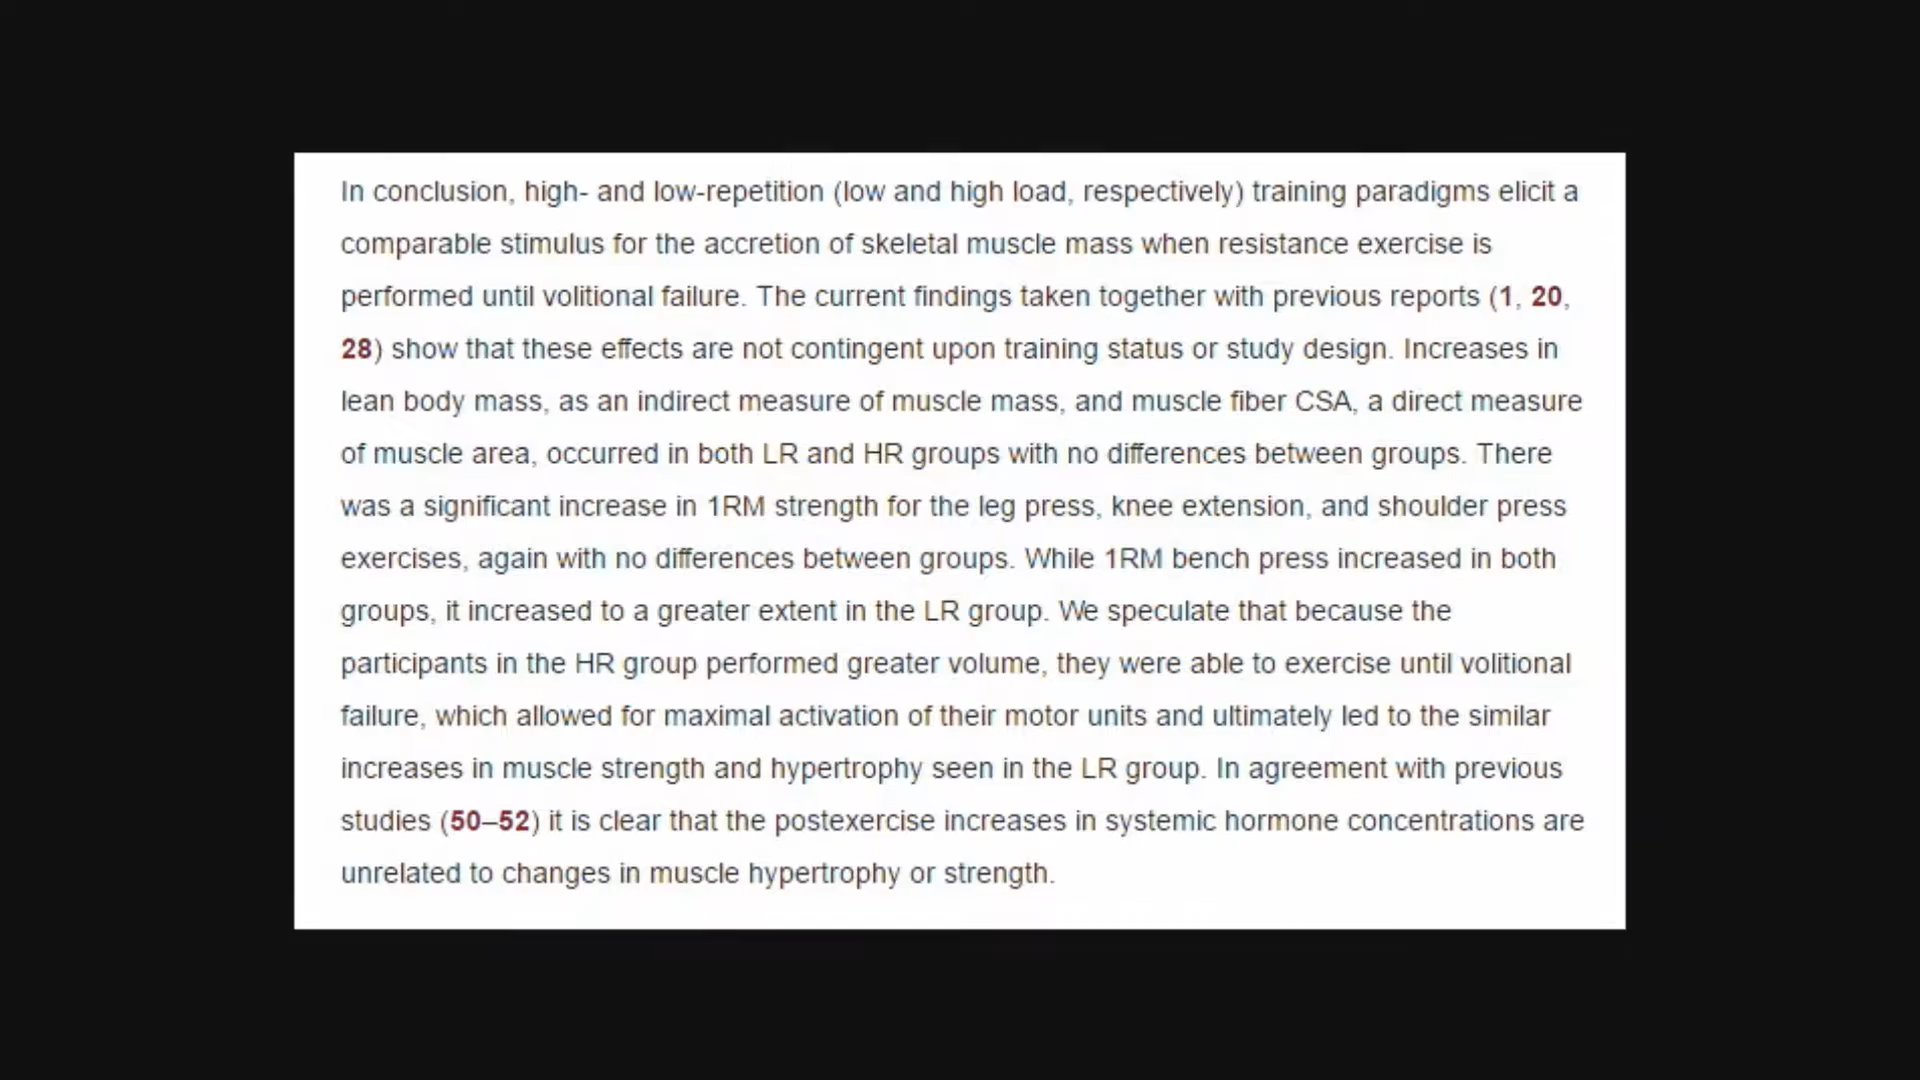 In conclusion, high- and low-repetition (low and high load, respectively) training paradigms elicit a
comparable stimulus for the accretion of skeletal muscle mass when resistance exercise is
performed until volitional failure. The current findings taken together with previous reports (1, 20,
28) show that these effects are not contingent upon training status or study design. Increases in
lean body mass, as an indirect measure of muscle mass, and muscle fiber CSA, a direct measure
of muscle area, occurred in both LR and HR groups with no differences between groups. There
was a significant increase in 1RM strength for the leg press, knee extension, and shoulder press
exercises, again with no differences between groups. While 1RM bench press increased in both
groups, it increased to a greater extent in the LR group. We speculate that because the
participants in the HR group performed greater volume, they were able to exercise until volitional
failure, which allowed for maximal activation of their motor units and ultimately led to the similar
increases in muscle strength and hypertrophy seen in the LR group. In agreement with previous
studies (50–52) it is clear that the postexercise increases in systemic hormone concentrations are
unrelated to changes in muscle hypertrophy or strength.